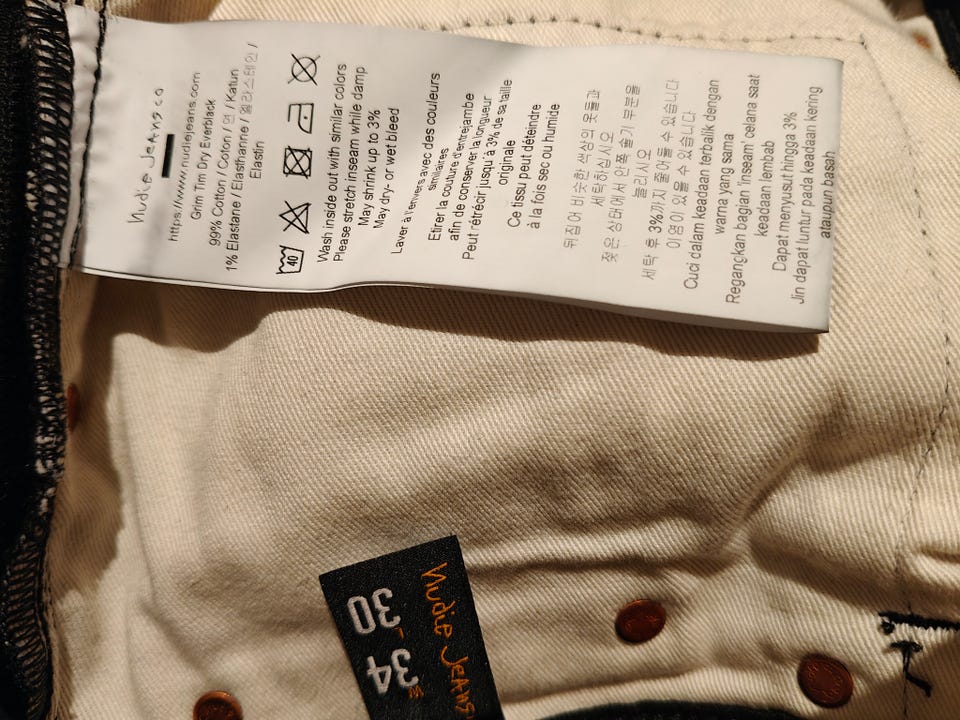 Nudie Jeans co
https://www.nudiejeans.com
Grim Tim Dry Everblack
99% Cotton / Coton / 면 / Katun
1% Elastane / Elasthanne / 엘라스테인 /
Elastin
40
Wash inside out with similar colors
Please stretch inseam while damp
May shrink up to 3%
May dry- or wet bleed
Laver à l'envers avec des couleurs
similaires
Etirer la couture d'entrejambe
afin de conserver la longueur
Peut rétrécir jusqu'à 3% de sa taille
originale
Ce tissu peut déteindre
à la fois sec ou humide
뒤집어 비슷한 색상의 옷들과
세탁하십시오
젖은 상태에서 안쪽 솔기 부분을
늘리시오
세탁 후 3%까지 줄어들 수 있습니다
이염이 있을 수 있습니다
Cuci dalam keadaan terbalik dengan
warna yang sama
Regangkan bagian 'inseam' celana saat
keadaan lembab
Dapat menyusut hingga 3%
Jin dapat luntur pada keadaan kering
ataupun basah
Nudie Jeans
30 34